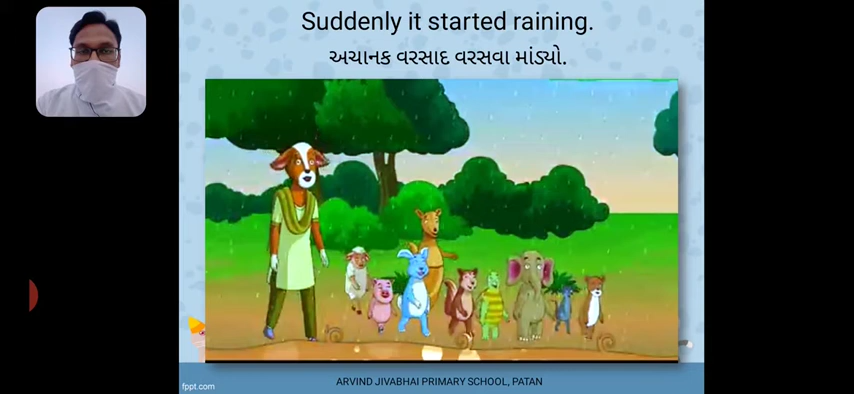 Suddenly it started raining.
અચાનક વરસાદ વરસવા માંડ્યો.
ARVIND JIVABHAI PRIMARY SCHOOL, PATAN
fppt.com